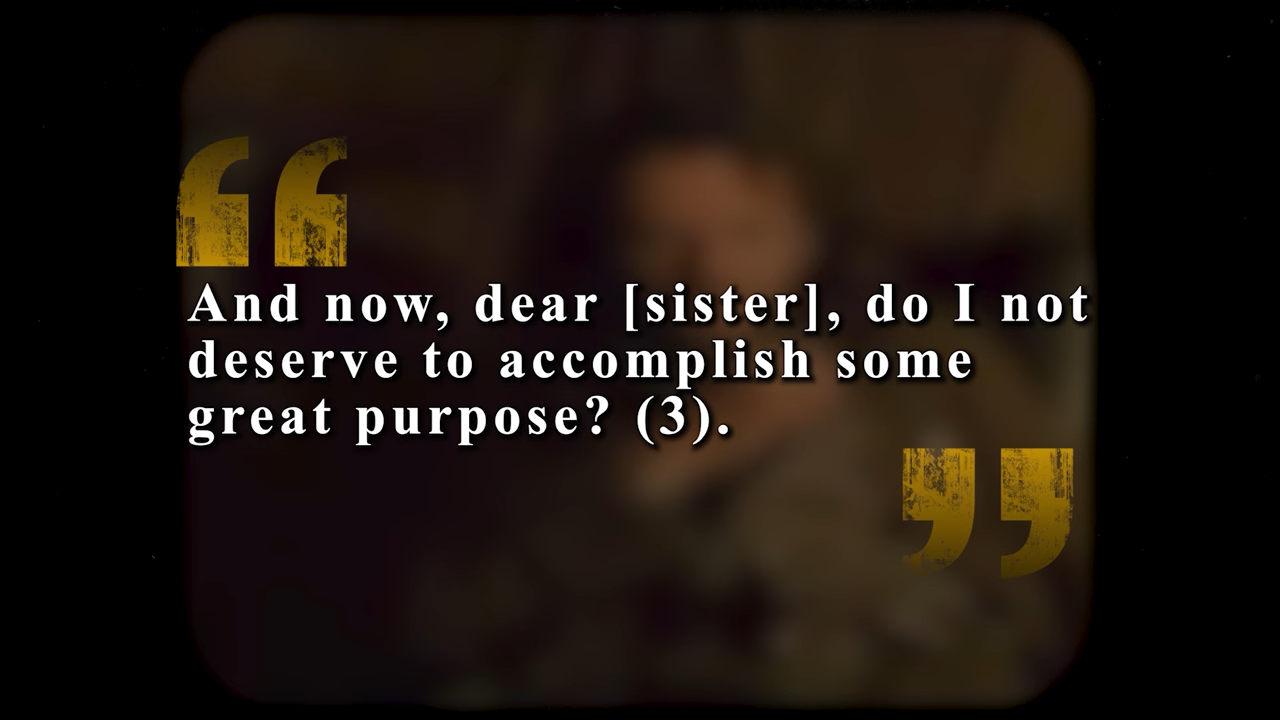 And now, dear [sister], do I not
deserve to accomplish some
great purpose? (3).